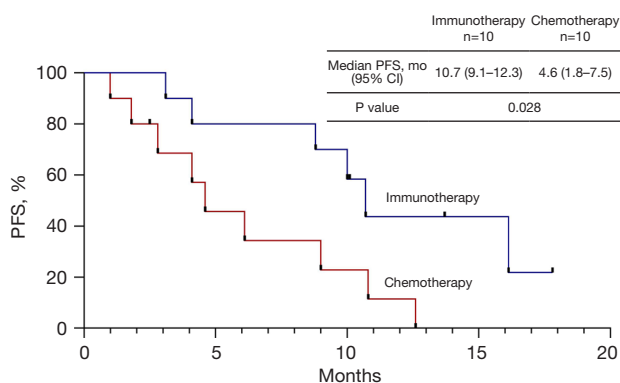 Immunotherapy Chemotherapy
n=10 n=10
Median PFS, mo 10.7 (9.1–12.3) 4.6 (1.8–7.5)
(95% CI)
P value 0.028
PFS, %
100
80
60
40
20
0
Immunotherapy
Chemotherapy
0 5 10 15 20
Months